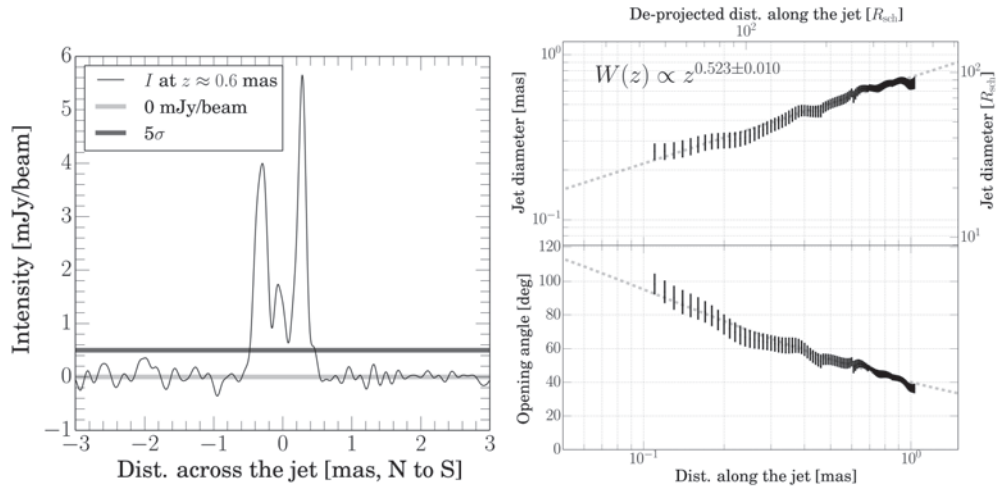 6
5
4
3
2
1
0
−1
−3
−2
−1
0
1
2
3
Intensity [mJy/beam]
Dist. across the jet [mas, N to S]
I at z ≈ 0.6 mas
0 mJy/beam
5σ
De-projected dist. along the jet [R_sch]
10²
W(z) ∝ z^0.523±0.010
10⁰
10⁻¹
Jet diameter [mas]
10²
10¹
Jet diameter [R_sch]
120
100
80
60
40
20
0
Opening angle [deg]
10⁻¹
10⁰
Dist. along the jet [mas]